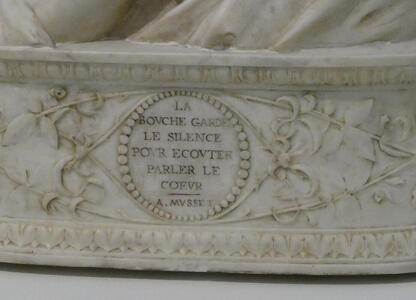 LA
BOVCHE GARDE
LE SILENCE
POVR ECOVTER
PARLER LE
COEVR
A. MVSSET